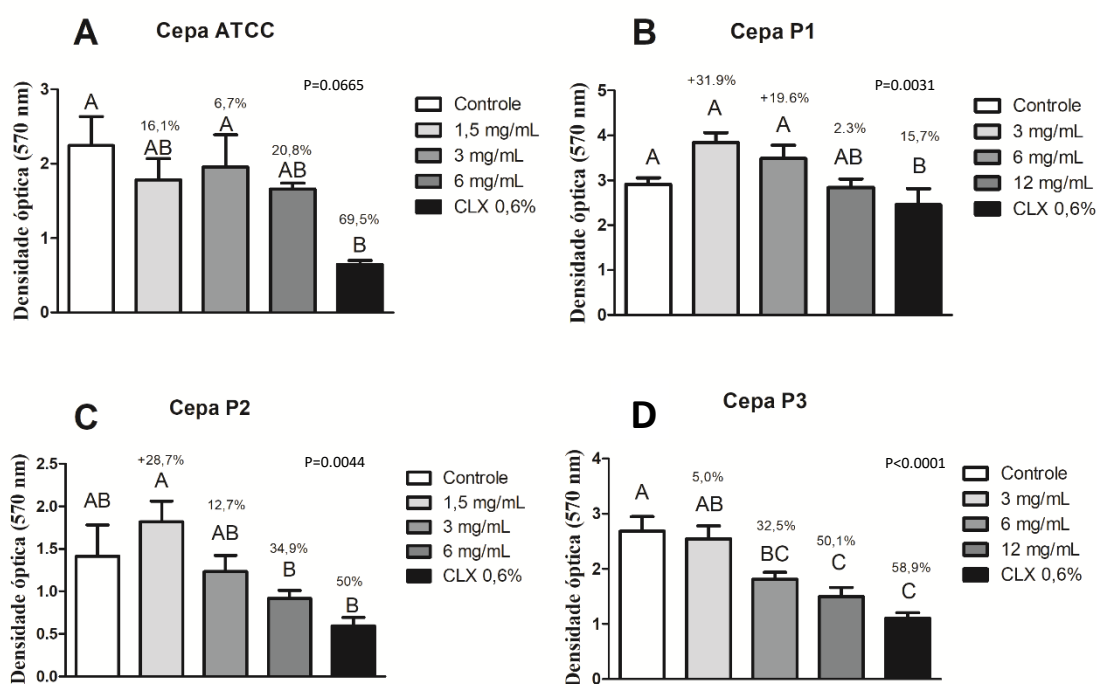 A
Cepa ATCC
P=0.0665
Densidade óptica (570 nm)
3
2
1
0
A
16,1%
AB
6,7%
A
20,8%
AB
69,5%
B
Controle
1,5 mg/mL
3 mg/mL
6 mg/mL
CLX 0,6%
B
Cepa P1
P=0.0031
Densidade óptica (570 nm)
5
4
3
2
1
0
A
+31.9%
A
+19.6%
A
2.3%
AB
15,7%
B
Controle
3 mg/mL
6 mg/mL
12 mg/mL
CLX 0,6%
C
Cepa P2
P=0.0044
Densidade óptica (570 nm)
2.5
2.0
1.5
1.0
0.5
0.0
AB
+28,7%
A
12,7%
AB
34,9%
B
50%
B
Controle
1,5 mg/mL
3 mg/mL
6 mg/mL
CLX 0,6%
D
Cepa P3
P<0.0001
Densidade óptica (570 nm)
4
3
2
1
0
A
5,0%
AB
32,5%
BC
50,1%
C
58,9%
C
Controle
3 mg/mL
6 mg/mL
12 mg/mL
CLX 0,6%